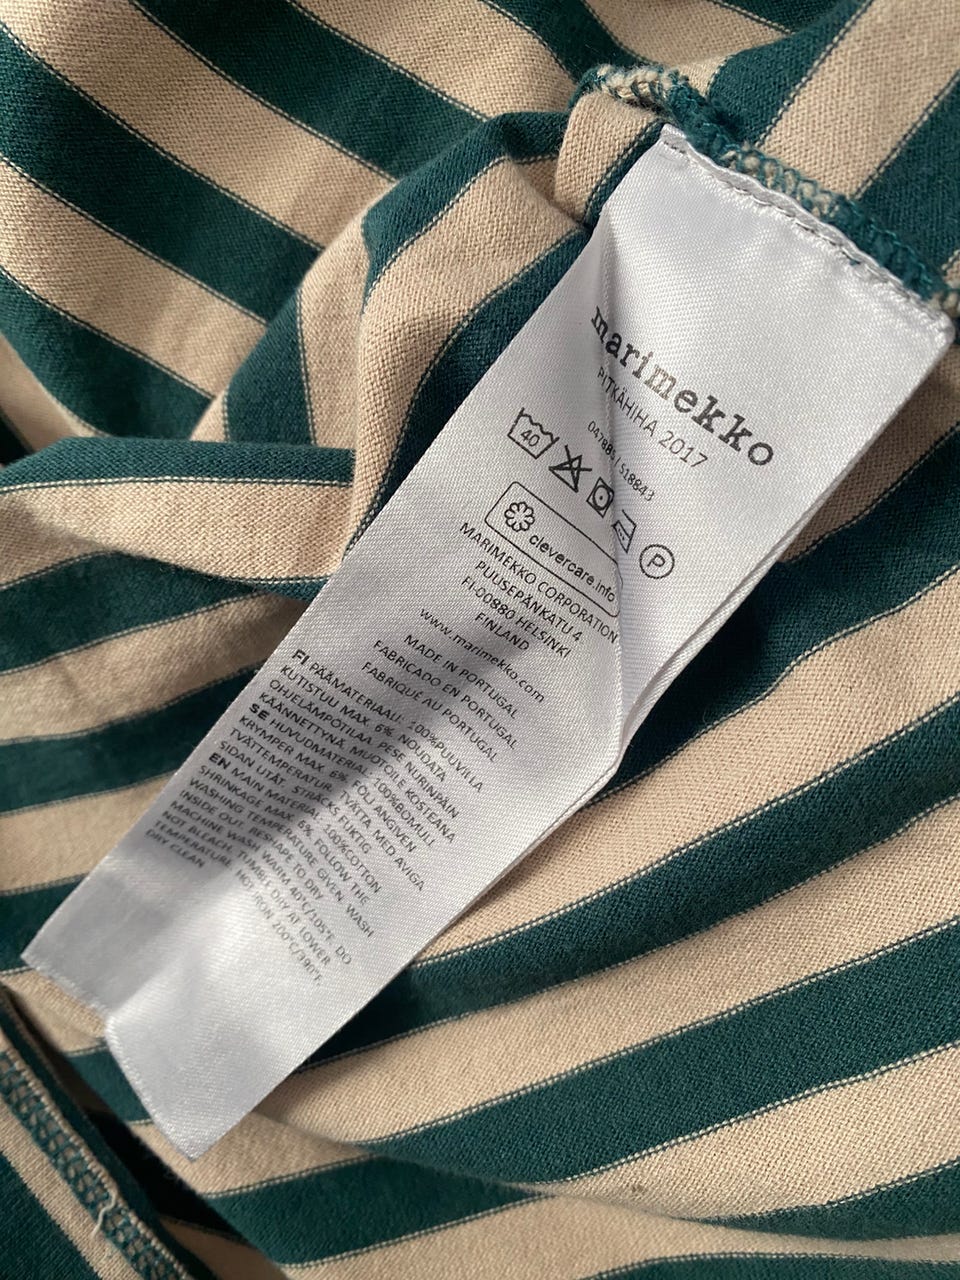 marimekko
PITKÄHIHA 2017
518843
40
P
clevercare.info
MARIMEKKO CORPORATION
PUUSEPÄNKATU 4
FI-00880 HELSINKI
FINLAND
www.marimekko.com
MADE IN PORTUGAL
FABRICADO EN PORTUGAL
FABRIQUÉ AU PORTUGAL
FI PÄÄMATERIAALI: 100%PUUVILLA
KUTISTUU MAX. 6%. NOUDATA
OHJELÄMPÖTILAA. PESE NURINPÄIN
KÄÄNNETTYNÄ. MUOTOILE KOSTEANA
SE HUVUDMATERIAL: 100%BOMULL
KRYMPER MAX. 6%. FÖLJ ANGIVEN
TVÄTTEMPERATUR. TVÄTTA MED AVIGA
SIDAN UTÅT. STRÄCKS FUKTIG.
EN MAIN MATERIAL: 100%COTTON
SHRINKAGE MAX. 6%. FOLLOW THE
WASHING TEMPERATURE GIVEN. WASH
INSIDE OUT. RESHAPE TO DRY
MACHINE WASH WARM 40°C/105°F. DO
NOT BLEACH. TUMBLE DRY AT LOWER
TEMPERATURE. HOT IRON 200°C/390°F.
DRY CLEAN